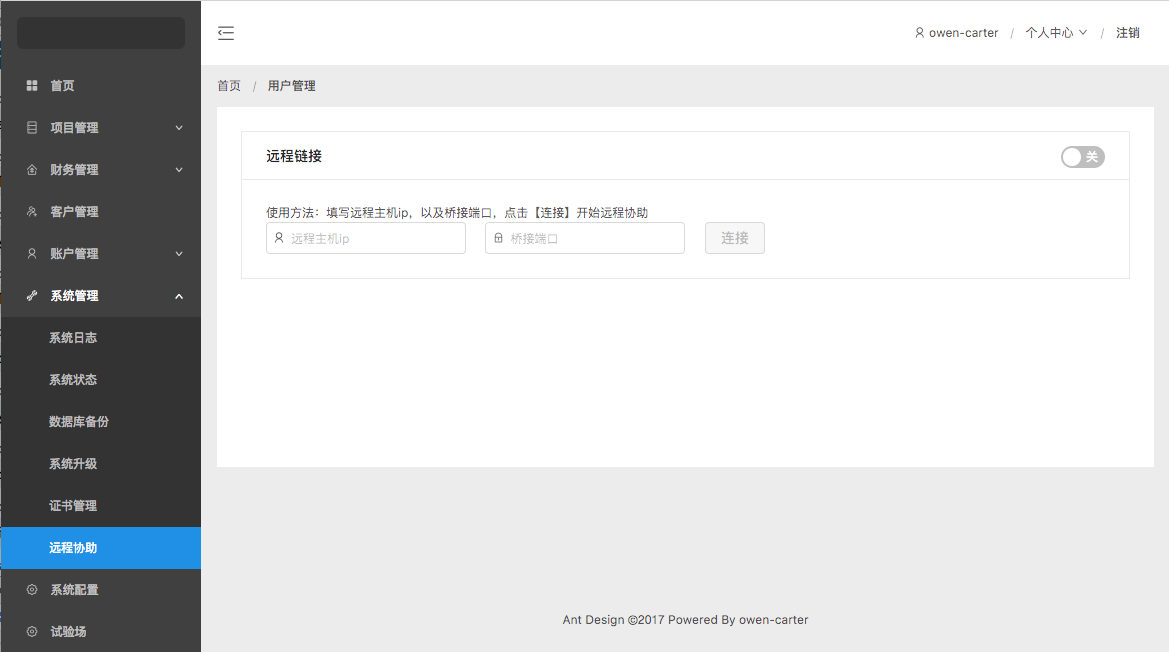 owen-carter / 个人中心 / 注销
首页
项目管理
财务管理
客户管理
账户管理
系统管理
系统日志
系统状态
数据库备份
系统升级
证书管理
远程协助
系统配置
试验场
首页 / 用户管理
远程链接
关
使用方法：填写远程主机ip，以及桥接端口，点击【连接】开始远程协助
远程主机ip
桥接端口
连接
Ant Design ©2017 Powered By owen-carter